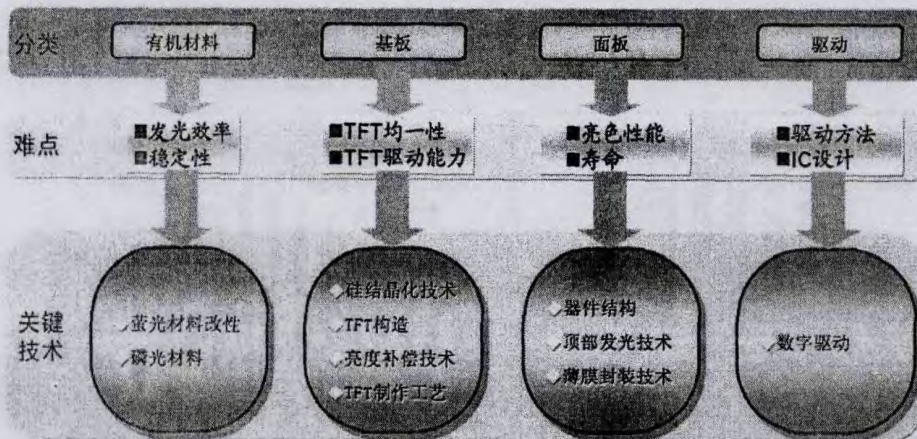 分类 有机材料 基板 面板 驱动
难点
■发光效率
■稳定性
■TFT均一性
■TFT驱动能力
■亮色性能
■寿命
■驱动方法
■IC设计
关键
技术
萤光材料改性
磷光材料
硅结晶化技术
TFT构造
亮度补偿技术
TFT制作工艺
器件结构
顶部发光技术
薄膜封装技术
数字驱动